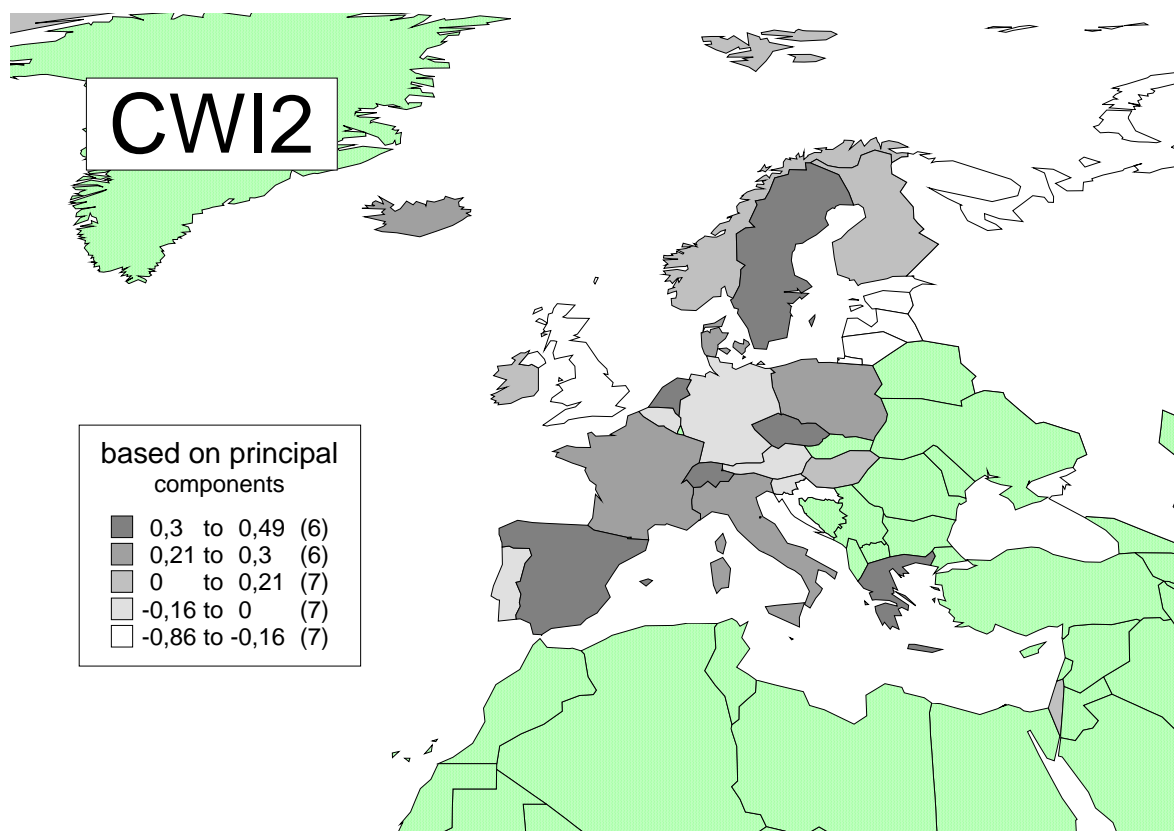 CWI2
based on principal
components
0,3 to 0,49 (6)
0,21 to 0,3 (6)
0 to 0,21 (7)
-0,16 to 0 (7)
-0,86 to -0,16 (7)